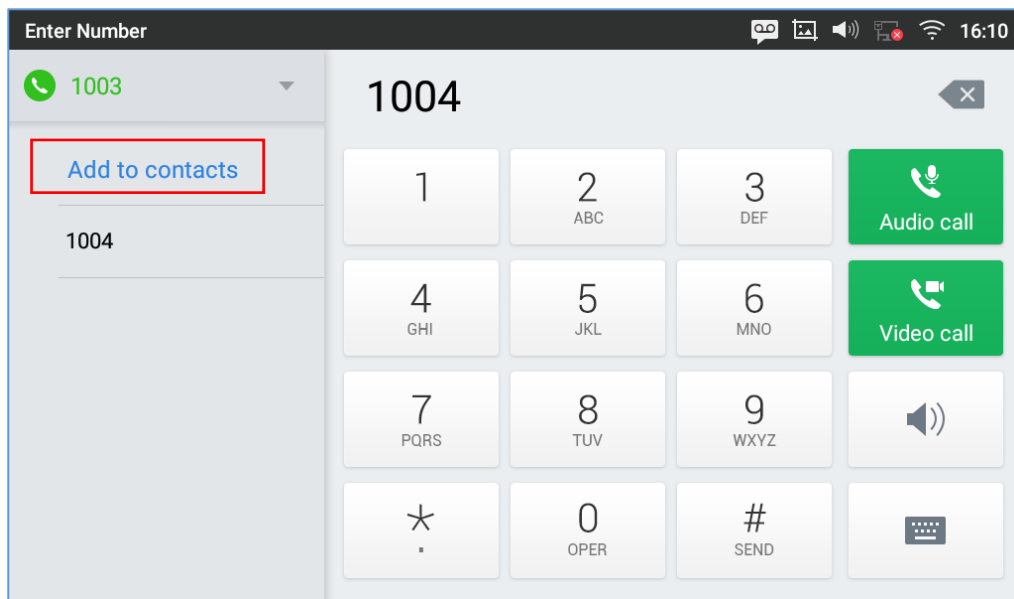 Enter Number
16:10
1003
1004
Add to contacts
1004
1
2
ABC
3
DEF
Audio call
4
GHI
5
JKL
6
MNO
Video call
7
PQRS
8
TUV
9
WXYZ
*
.
0
OPER
#
SEND